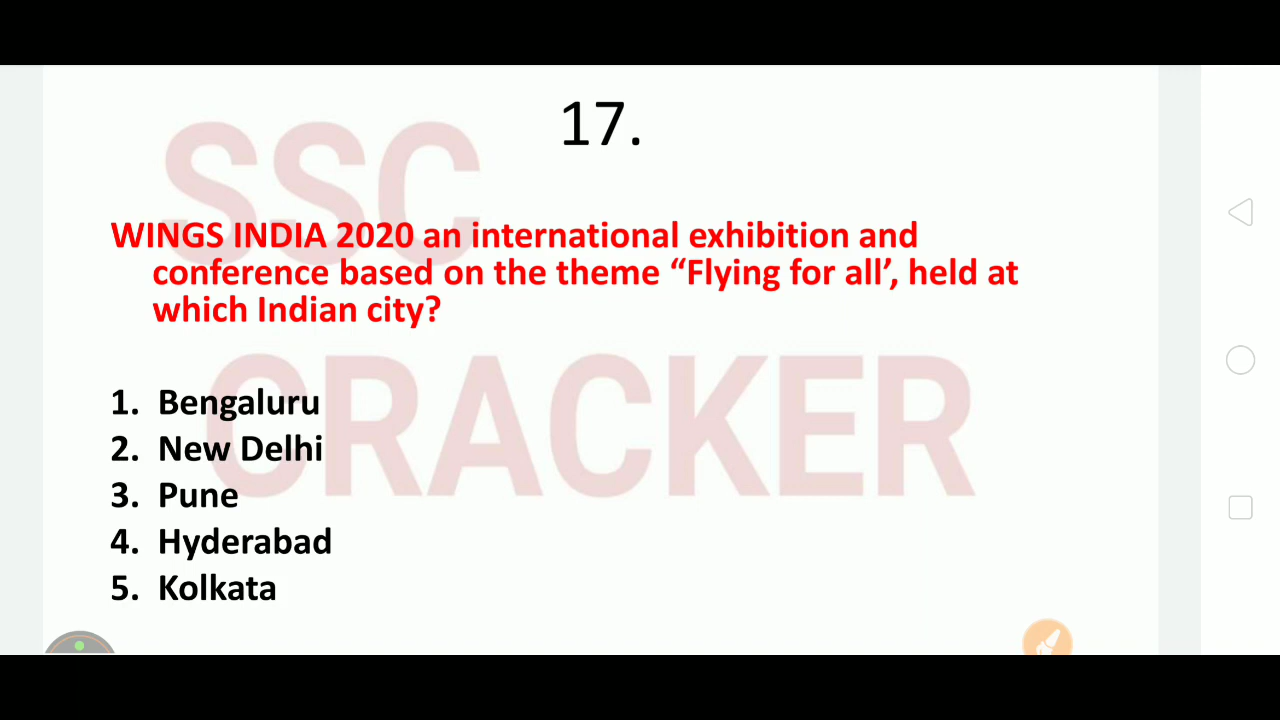 17.
SSC
WINGS INDIA 2020 an international exhibition and
conference based on the theme “Flying for all’, held at
which Indian city?
CRACKER
1. Bengaluru
2. New Delhi
3. Pune
4. Hyderabad
5. Kolkata